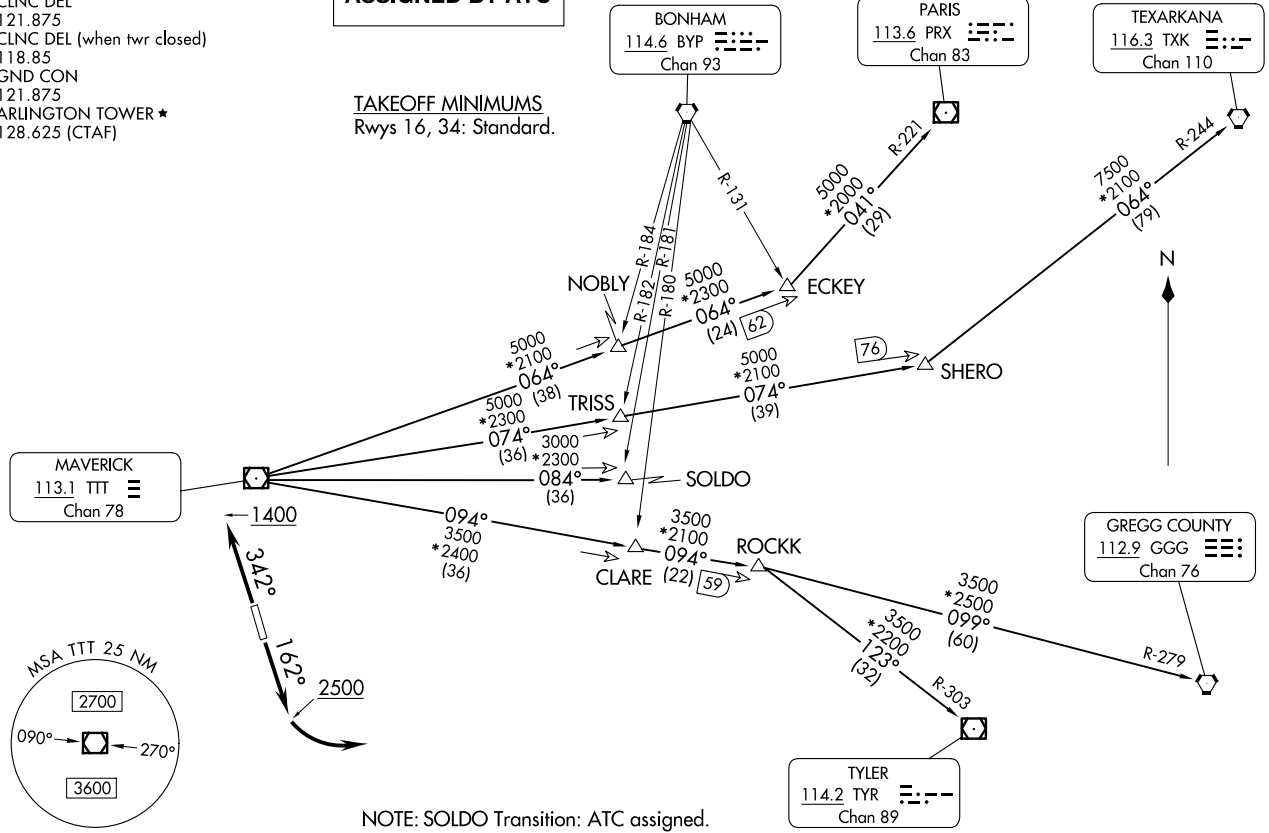 CLNC DEL
121.875
CLNC DEL (when twr closed)
118.85
GND CON
121.875
ARLINGTON TOWER ★
128.625 (CTAF)
ASSIGNED BY ATC
TAKEOFF MINIMUMS
Rwys 16, 34: Standard.
BONHAM
114.6 BYP
Chan 93
PARIS
113.6 PRX
Chan 83
TEXARKANA
116.3 TXK
Chan 110
R-221
R-244
5000
*2000
041°
(29)
7500
*2100
064°
(79)
R-131
R-184
R-181
R-182
R-180
N
NOBLY
5000
*2300
064°
(24)
62
ECKEY
5000
*2100
064°
(38)
76
SHERO
5000
*2100
074°
(39)
TRISS
5000
*2300
074°
(36)
3000
*2300
084°
(36)
SOLDO
MAVERICK
113.1 TTT
Chan 78
1400
094°
3500
*2400
(36)
CLARE
3500
*2100
094°
(22)
59
ROCKK
GREGG COUNTY
112.9 GGG
Chan 76
3500
*2500
099°
(60)
R-279
3500
*2200
123°
(32)
R-303
342°
162°
2500
MSA TTT 25 NM
2700
090°
270°
3600
TYLER
114.2 TYR
Chan 89
NOTE: SOLDO Transition: ATC assigned.